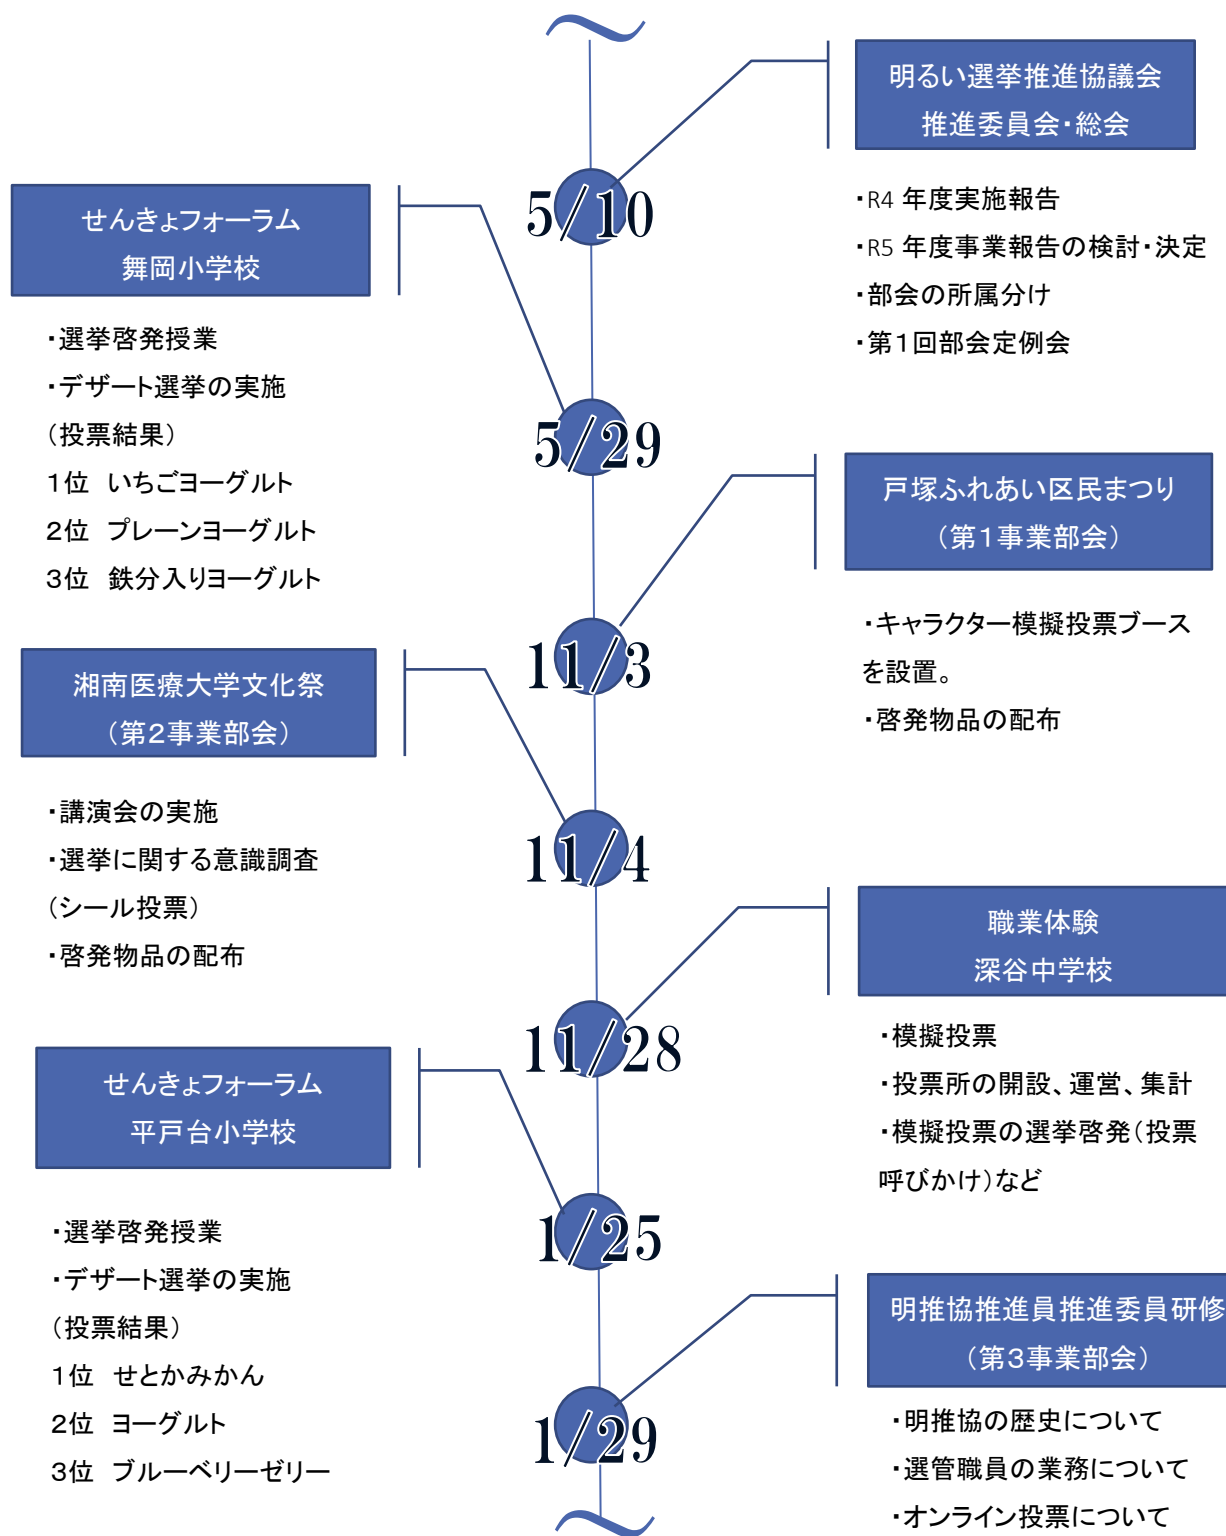 明るい選挙推進協議会
推進委員会・総会
5/10
・R4 年度実施報告
・R5 年度事業報告の検討・決定
・部会の所属分け
・第１回部会定例会
せんきょフォーラム
舞岡小学校
5/29
・選挙啓発授業
・デザート選挙の実施
（投票結果）
１位　いちごヨーグルト
２位　プレーンヨーグルト
３位　鉄分入りヨーグルト
戸塚ふれあい区民まつり
（第１事業部会）
11/3
・キャラクター模擬投票ブース
を設置。
・啓発物品の配布
湘南医療大学文化祭
（第２事業部会）
11/4
・講演会の実施
・選挙に関する意識調査
（シール投票）
・啓発物品の配布
職業体験
深谷中学校
11/28
・模擬投票
・投票所の開設、運営、集計
・模擬投票の選挙啓発（投票
呼びかけ）など
せんきょフォーラム
平戸台小学校
1/25
・選挙啓発授業
・デザート選挙の実施
（投票結果）
１位　せとかみかん
２位　ヨーグルト
３位　ブルーベリーゼリー
明推協推進員推進委員研修
（第３事業部会）
1/29
・明推協の歴史について
・選管職員の業務について
・オンライン投票について